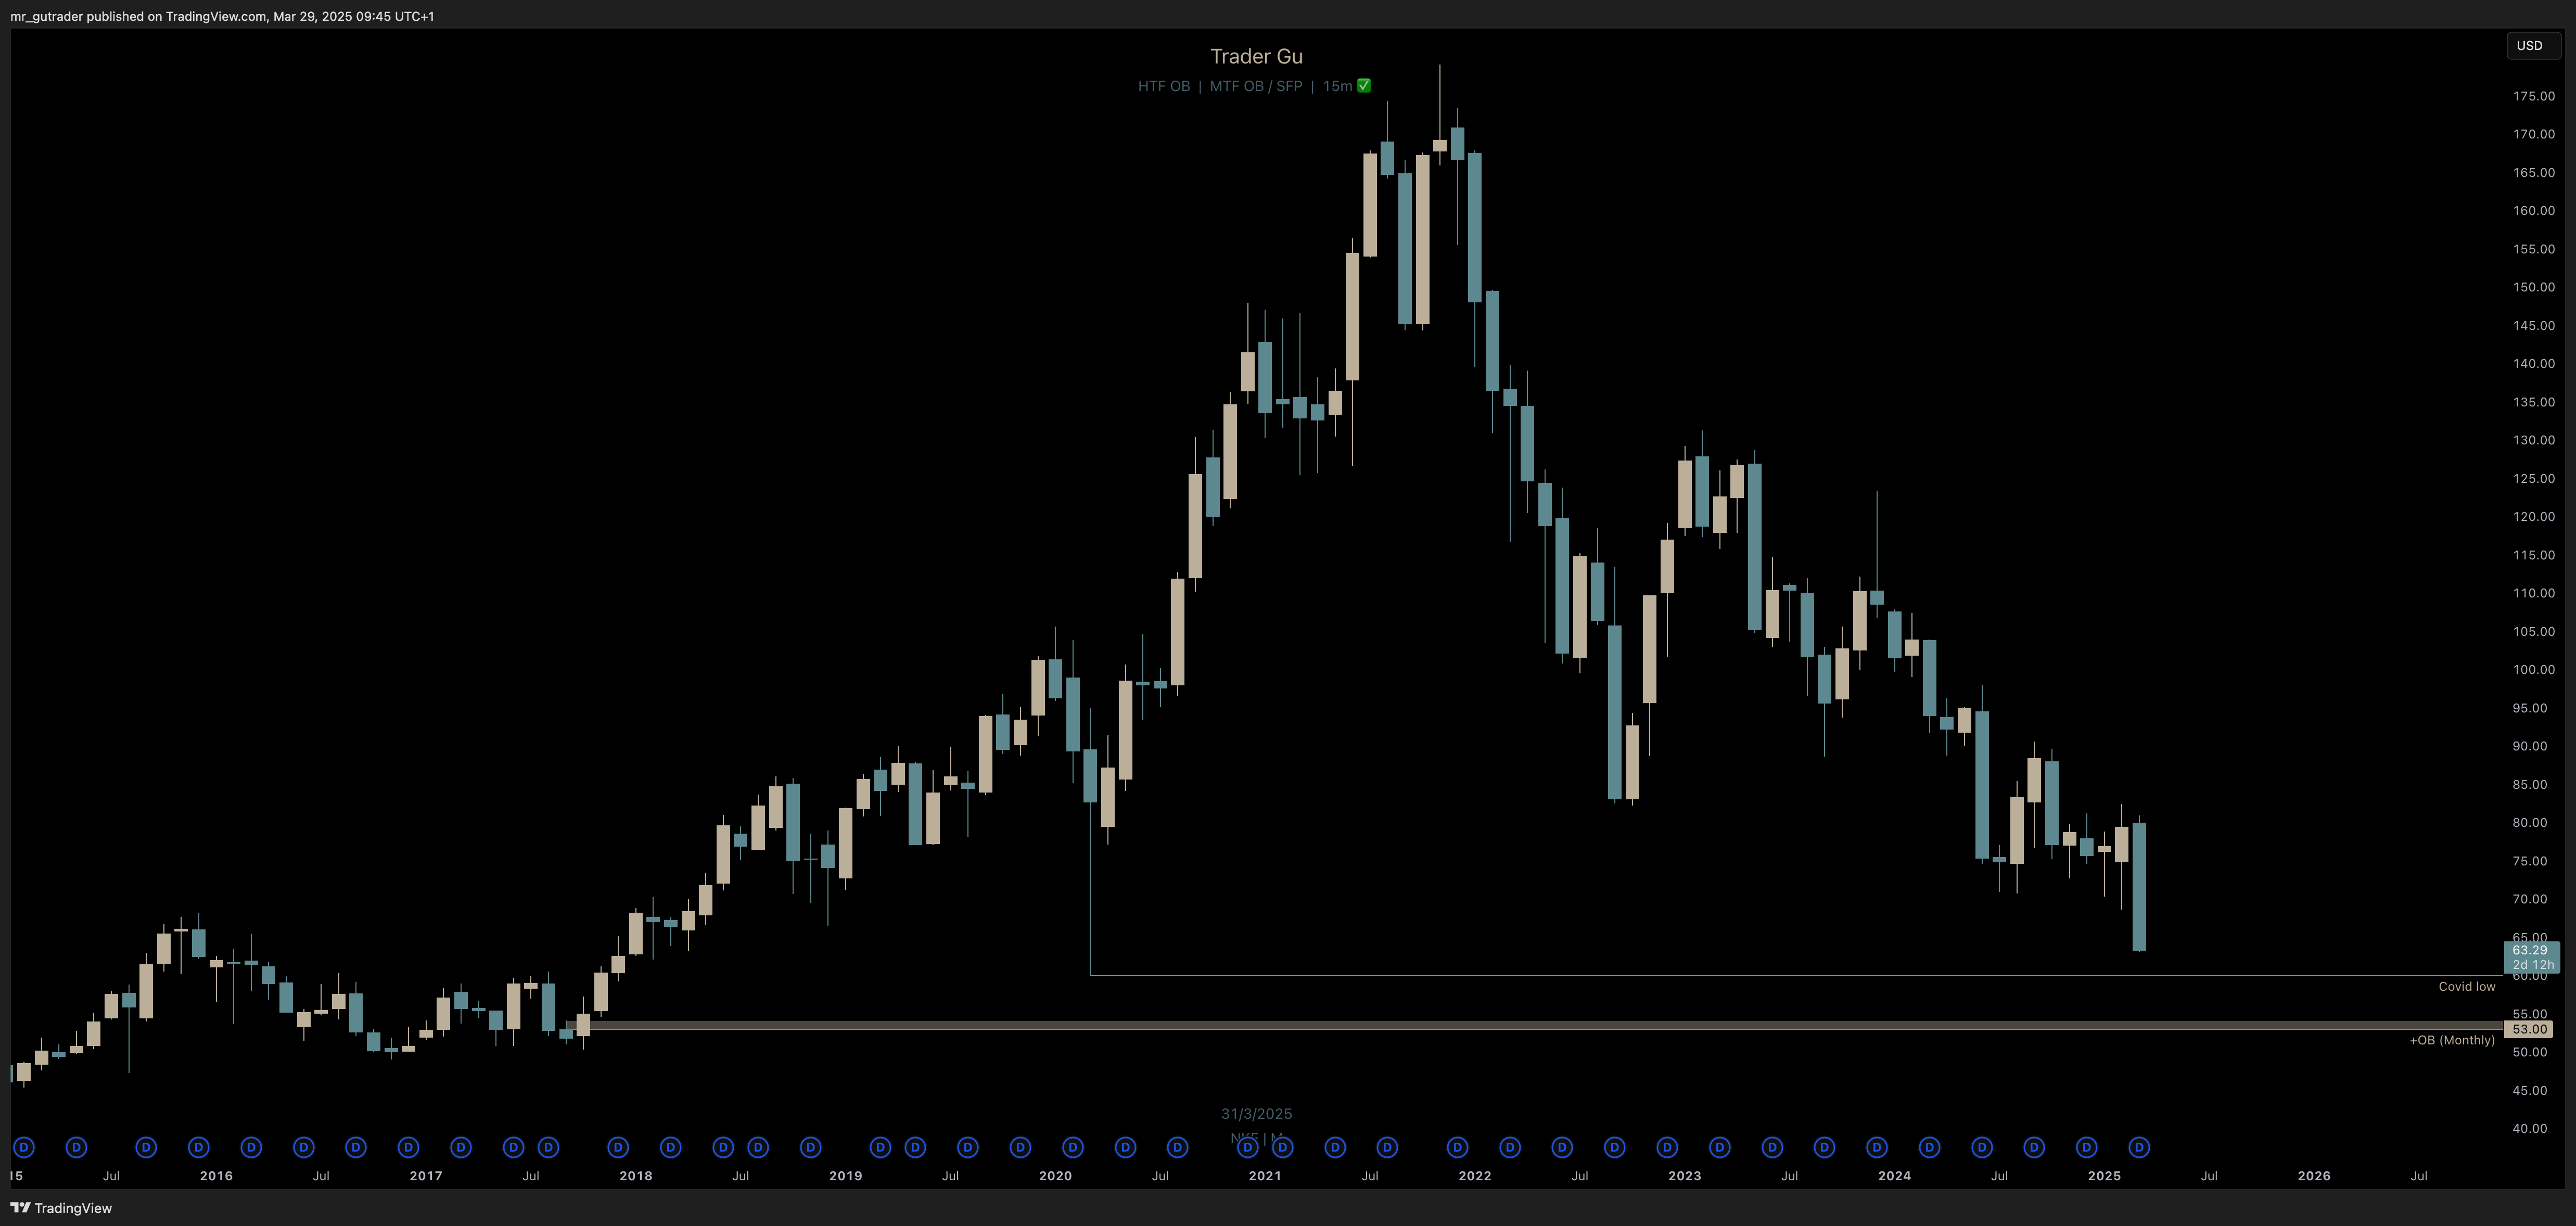 mr_gutrader published on TradingView.com, Mar 29, 2025 09:45 UTC+1
USD
Trader Gu
HTF OB | MTF OB / SFP | 15m ✅
175.00
170.00
165.00
160.00
155.00
150.00
145.00
140.00
135.00
130.00
125.00
120.00
115.00
110.00
105.00
100.00
95.00
90.00
85.00
80.00
75.00
70.00
65.00
63.29
2d 12h
60.00
Covid low
55.00
53.00
+OB (Monthly)
50.00
45.00
40.00
31/3/2025
NKE | M
D D D D D D D D D D D D D D D D D D D D D D D D D D D D D D D D D D D D D D D D D
15 Jul 2016 Jul 2017 Jul 2018 Jul 2019 Jul 2020 Jul 2021 Jul 2022 Jul 2023 Jul 2024 Jul 2025 Jul 2026 Jul
TradingView